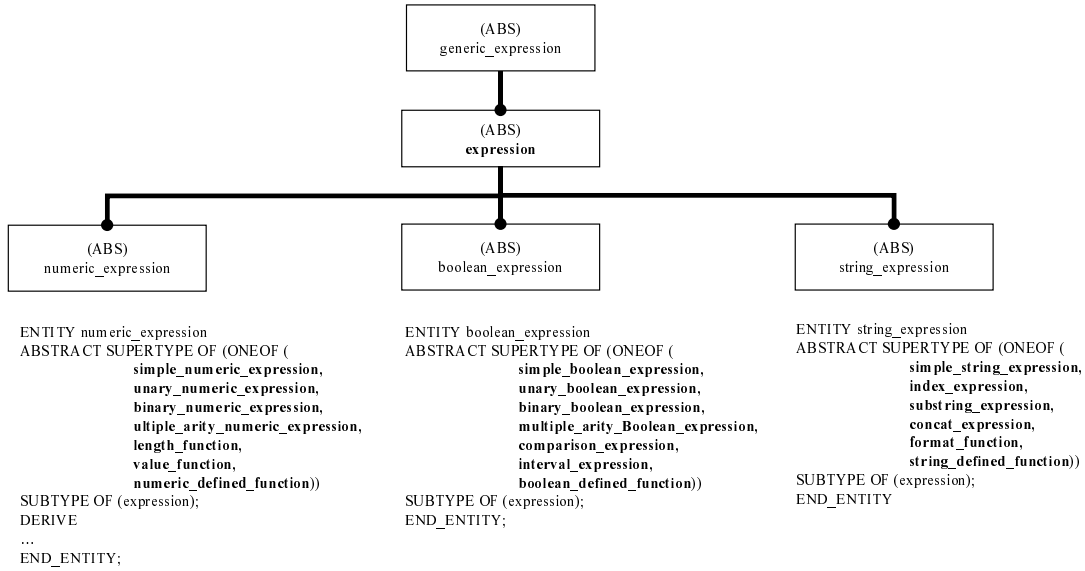 (ABS)
generic_expression
(ABS)
expression
(ABS)
numeric_expression
(ABS)
boolean_expression
(ABS)
string_expression
ENTITY numeric_expression
ABSTRACT SUPERTYPE OF (ONEOF (
simple_numeric_expression,
unary_numeric_expression,
binary_numeric_expression,
ultiple_arity_numeric_expression,
length_function,
value_function,
numeric_defined_function))
SUBTYPE OF (expression);
DERIVE
...
END_ENTITY;
ENTITY boolean_expression
ABSTRACT SUPERTYPE OF (ONEOF (
simple_boolean_expression,
unary_boolean_expression,
binary_boolean_expression,
multiple_arity_Boolean_expression,
comparison_expression,
interval_expression,
boolean_defined_function))
SUBTYPE OF (expression);
END_ENTITY;
ENTITY string_expression
ABSTRACT SUPERTYPE OF (ONEOF (
simple_string_expression,
index_expression,
substring_expression,
concat_expression,
format_function,
string_defined_function))
SUBTYPE OF (expression);
END_ENTITY